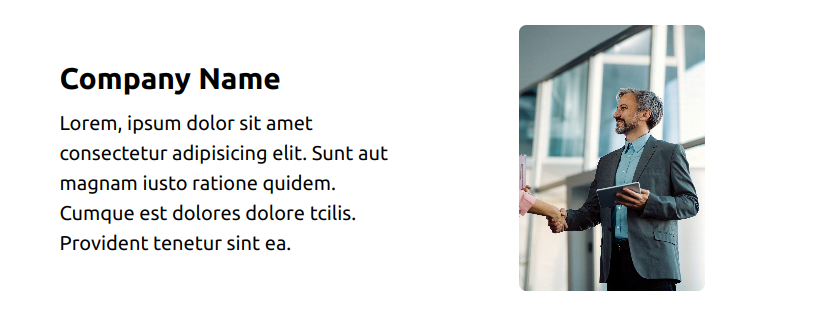 Company Name
Lorem, ipsum dolor sit amet
consectetur adipisicing elit. Sunt aut
magnam iusto ratione quidem.
Cumque est dolores dolore tcilis.
Provident tenetur sint ea.